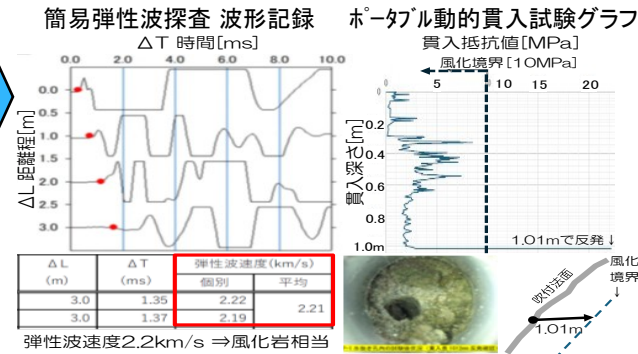 簡易弾性波探査 波形記録
ΔT 時間[ms]
0.0 2.0 4.0 6.0 8.0 10.0
ΔL 距離程[m]
0.0
1.0
2.0
3.0
ΔL (m) ΔT (ms) 弾性波速度(km/s)
個別 平均
3.0 1.35 2.22 2.21
3.0 1.37 2.19
弾性波速度2.2km/s ⇒風化岩相当
ポータブル動的貫入試験グラフ
貫入抵抗値[MPa]
風化境界[10MPa]
0 5 10 15 20
貫入深さ[m]
0.2
0.4
0.6
0.8
1.0m
1.01mで反発↓
吹付法面
風化
境界
1.01m